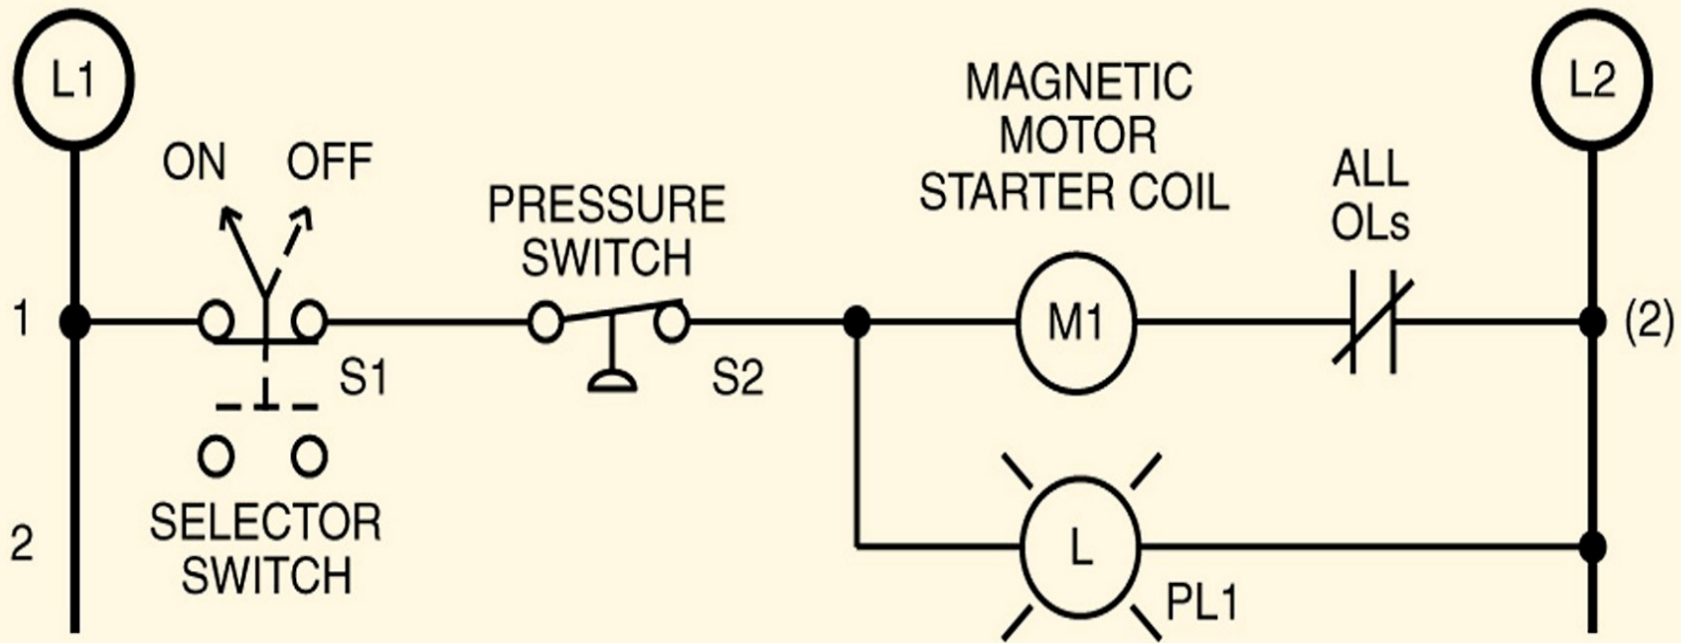 L1
L2
ON OFF
PRESSURE
SWITCH
MAGNETIC
MOTOR
STARTER COIL
ALL
OLs
1
M1
(2)
S1
S2
SELECTOR
SWITCH
2
L
PL1